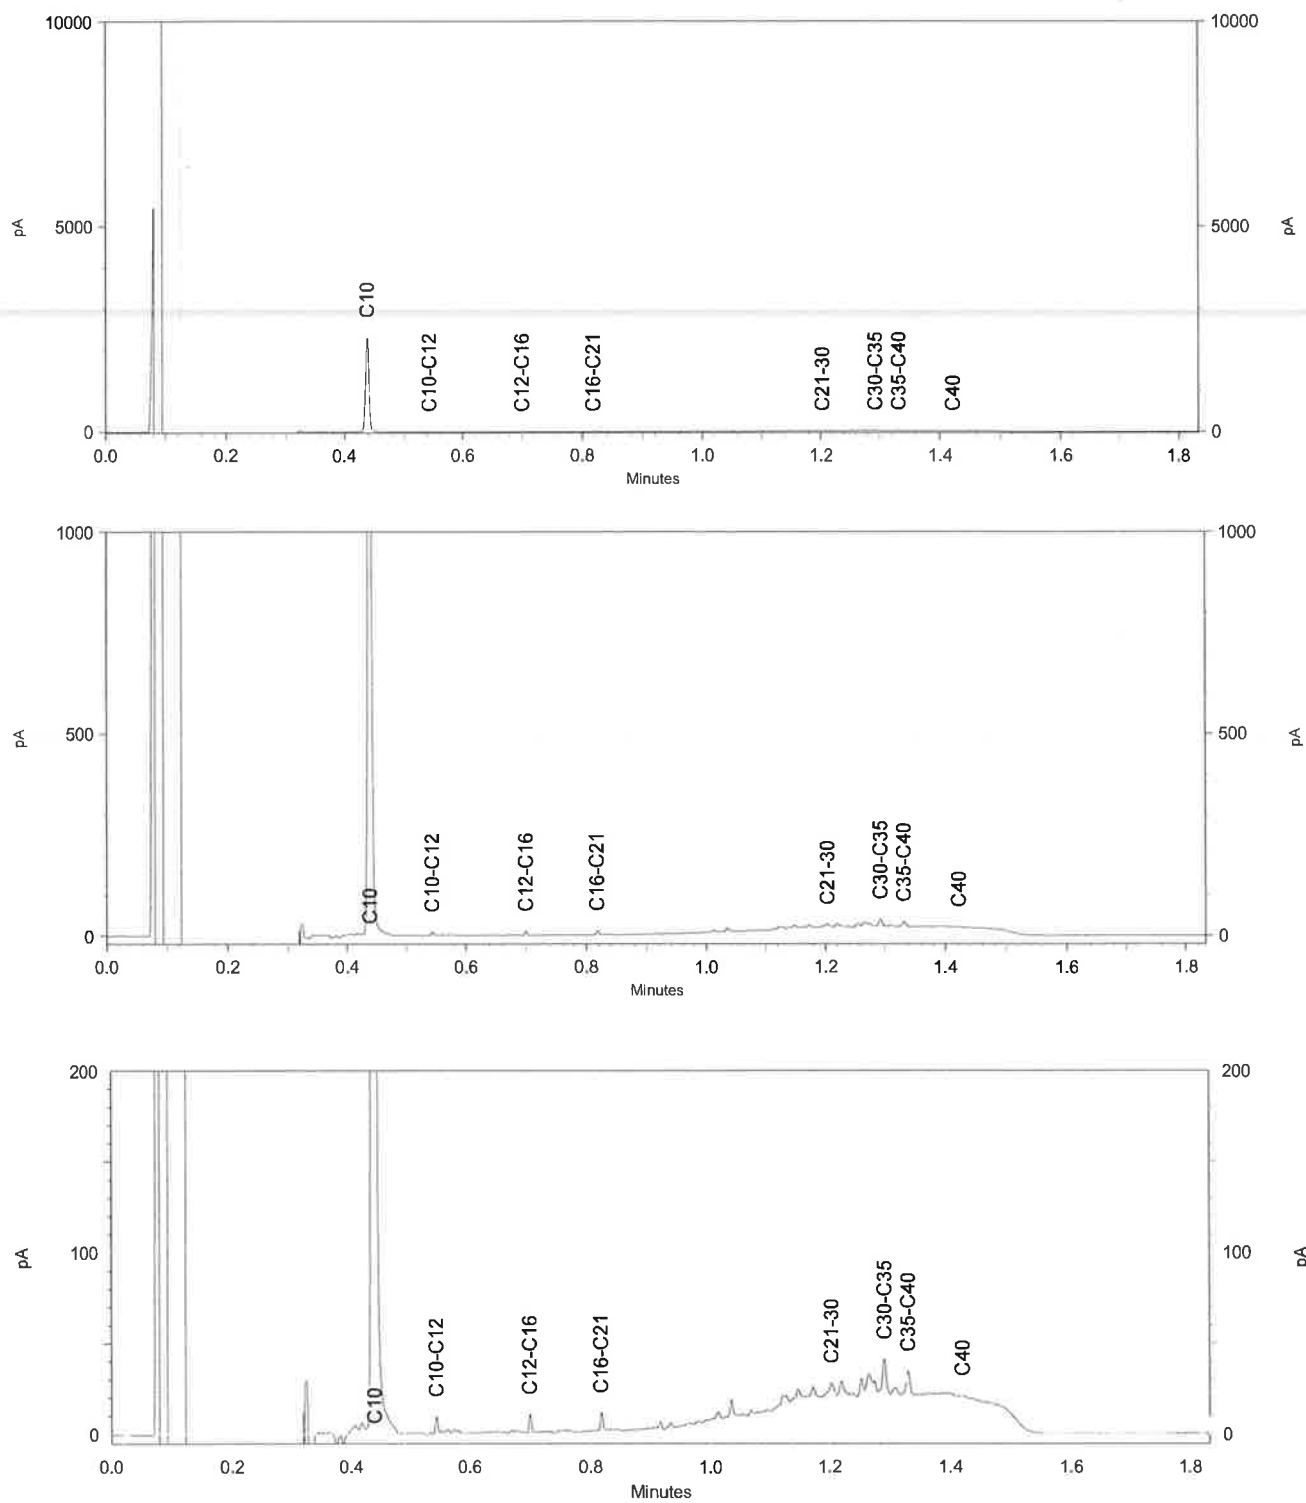 10000 10000
pA 5000 5000 pA
C10
C10-C12 C12-C16 C16-C21 C21-30 C30-C35 C35-C40 C40
0 0
0.0 0.2 0.4 0.6 0.8 1.0 1.2 1.4 1.6 1.8
Minutes
1000 1000
pA 500 500 pA
C10 C10-C12 C12-C16 C16-C21 C21-30 C30-C35 C35-C40 C40
0 0
0.0 0.2 0.4 0.6 0.8 1.0 1.2 1.4 1.6 1.8
Minutes
200 200
pA 100 100 pA
C10 C10-C12 C12-C16 C16-C21 C21-30 C30-C35 C35-C40 C40
0 0
0.0 0.2 0.4 0.6 0.8 1.0 1.2 1.4 1.6 1.8
Minutes